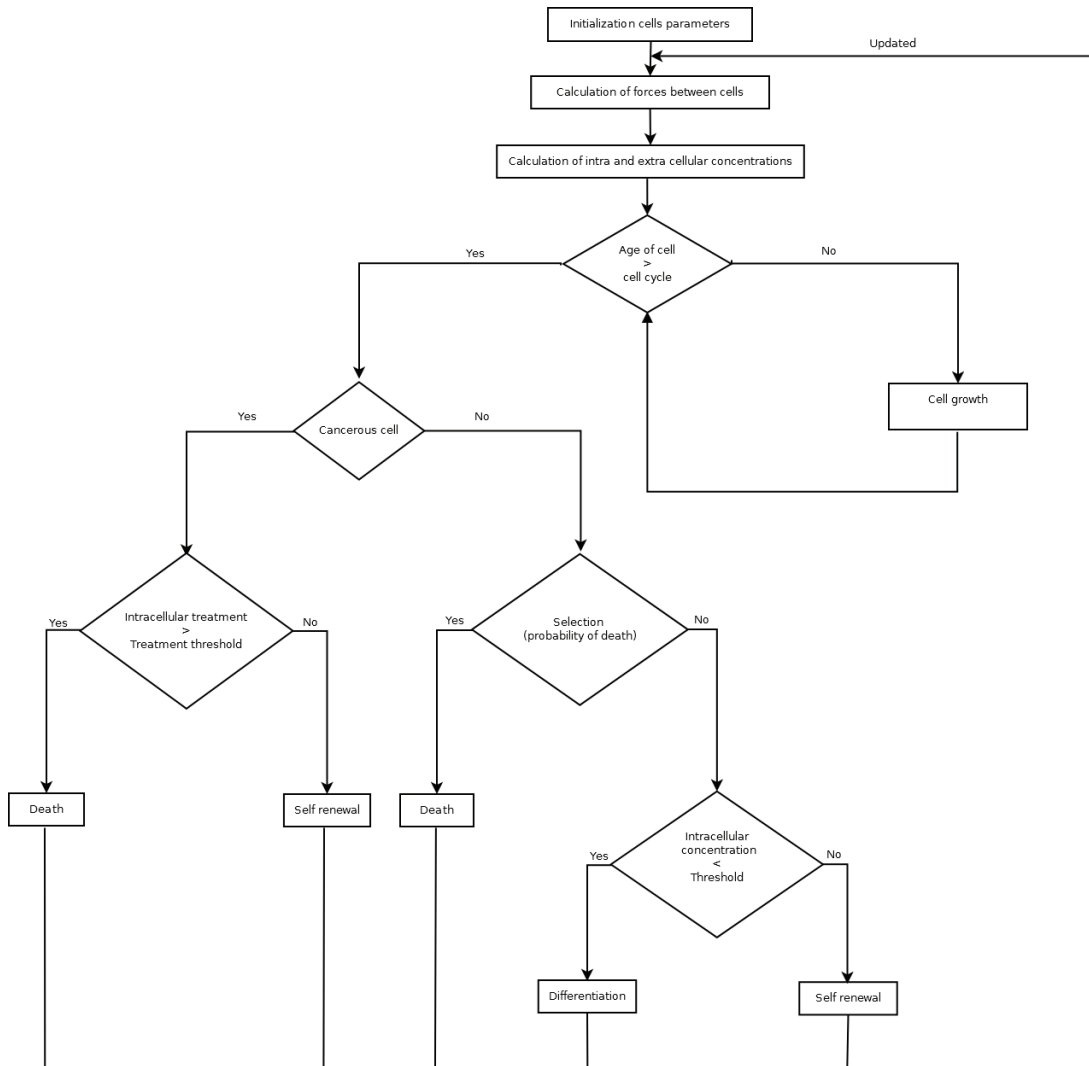 Initialization cells parameters
Updated
Calculation of forces between cells
Calculation of intra and extra cellular concentrations
Age of cell
>
cell cycle
Yes
No
Cell growth
Cancerous cell
Yes
No
Intracellular treatment
>
Treatment threshold
Yes
No
Selection
(probability of death)
Yes
No
Death
Self renewal
Death
Intracellular
concentration
<
Threshold
Yes
No
Differentiation
Self renewal